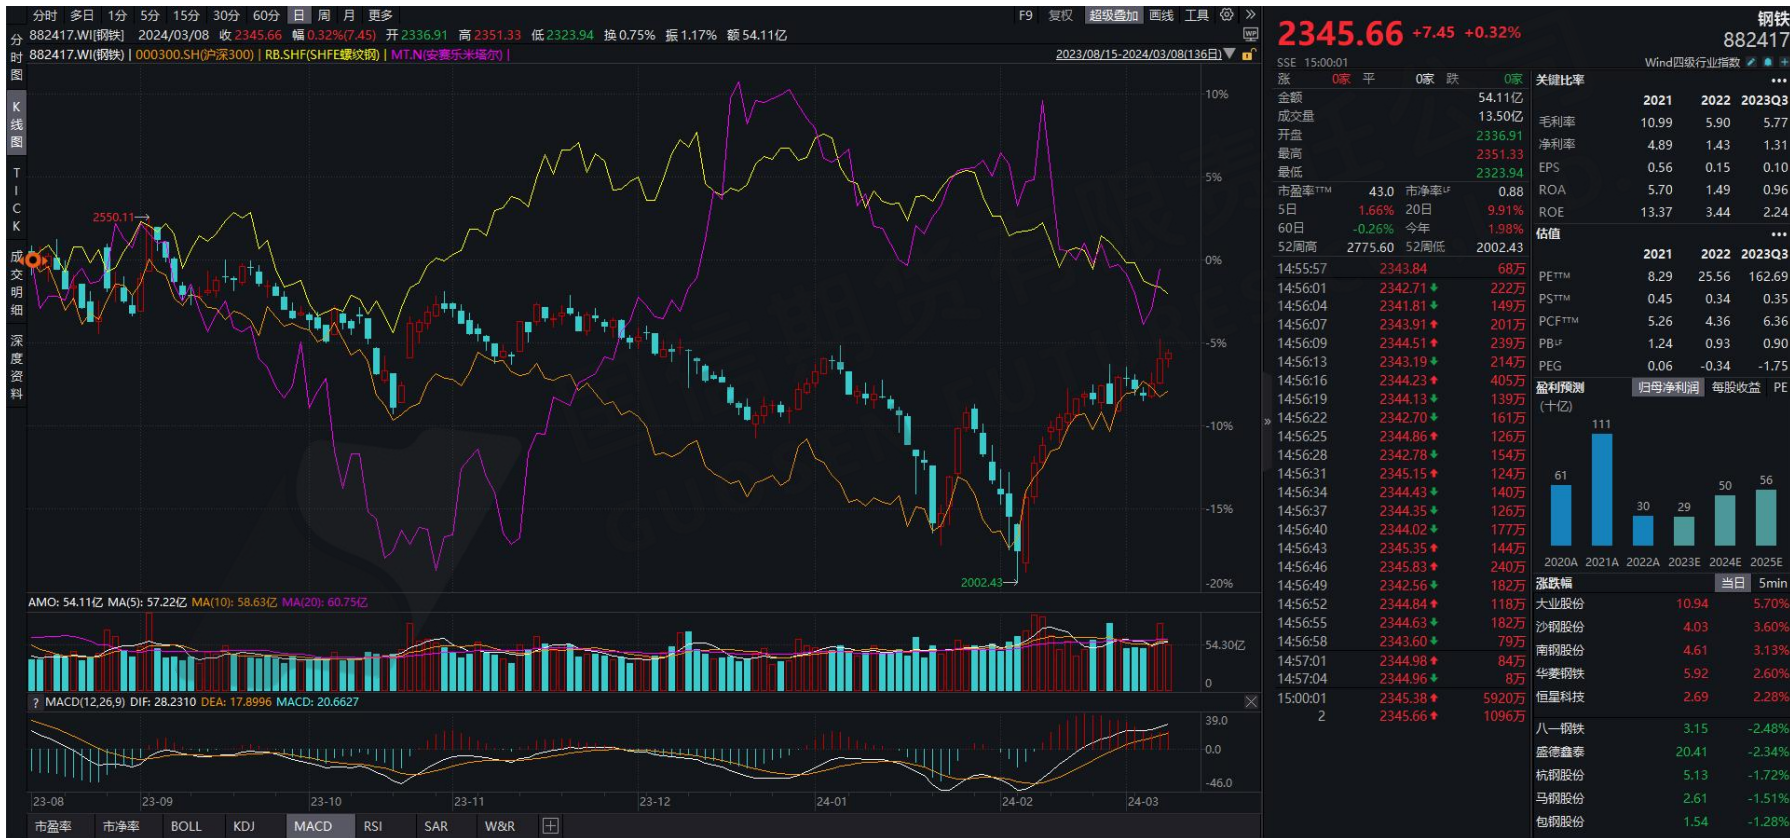 分时 多日 1分 5分 15分 30分 60分 日 周 月 更多 F9 复权 超级叠加 画线 工具
882417.WI[钢铁] 2024/03/08 收2345.66 幅0.32%(7.45) 开2336.91 高2351.33 低2323.94 换0.75% 振1.17% 额54.11亿
882417.WI(钢铁) | 000300.SH(沪深300) | RB.SHF(SHFE螺纹钢) | MT.N(安赛乐米塔尔) | 2023/08/15-2024/03/08(136日)
分时图
K线图
TICK
成交明细
深度资料
10%
5%
0%
-5%
-10%
-15%
-20%
2550.11
2002.43
AMO: 54.11亿 MA(5): 57.22亿 MA(10): 58.63亿 MA(20): 60.75亿
54.30亿
0
? MACD(12,26,9) DIF: 28.2310 DEA: 17.8996 MACD: 20.6627
39.0
0.0
-46.0
23-08 23-09 23-10 23-11 23-12 24-01 24-02 24-03
市盈率 市净率 BOLL KDJ MACD RSI SAR W&R
2345.66 +7.45 +0.32%
钢铁
882417
SSE 15:00:01 Wind四级行业指数
涨 0家 平 0家 跌 0家
金额 54.11亿
成交量 13.50亿
开盘 2336.91
最高 2351.33
最低 2323.94
市盈率TTM 43.0 市净率LF 0.88
5日 1.66% 20日 9.91%
60日 -0.26% 今年 1.98%
52周高 2775.60 52周低 2002.43
14:55:57 2343.84 68万
14:56:01 2342.71 222万
14:56:04 2341.81 149万
14:56:07 2343.91 201万
14:56:09 2344.51 239万
14:56:13 2343.19 214万
14:56:16 2344.23 405万
14:56:19 2344.13 139万
14:56:22 2342.70 161万
14:56:25 2344.86 126万
14:56:28 2342.78 154万
14:56:31 2345.15 124万
14:56:34 2344.43 140万
14:56:37 2344.35 126万
14:56:40 2344.02 177万
14:56:43 2345.35 144万
14:56:46 2345.83 240万
14:56:49 2342.56 182万
14:56:52 2344.84 118万
14:56:55 2344.63 182万
14:56:58 2343.60 79万
14:57:01 2344.98 84万
14:57:04 2344.96 8万
15:00:01 2345.38 5920万
2 2345.66 1096万
关键比率
2021 2022 2023Q3
毛利率 10.99 5.90 5.77
净利率 4.89 1.43 1.31
EPS 0.56 0.15 0.10
ROA 5.70 1.49 0.96
ROE 13.37 3.44 2.24
估值
2021 2022 2023Q3
PETTM 8.29 25.56 162.69
PSTTM 0.45 0.34 0.35
PCFTTM 5.26 4.36 6.36
PBLF 1.24 0.93 0.90
PEG 0.06 -0.34 -1.75
盈利预测 归母净利润 每股收益 PE
(十亿)
61 111 30 29 50 56
2020A 2021A 2022A 2023E 2024E 2025E
涨跌幅 当日 5min
大业股份 10.94 5.70%
沙钢股份 4.03 3.60%
南钢股份 4.61 3.13%
华菱钢铁 5.92 2.60%
恒星科技 2.69 2.28%
八一钢铁 3.15 -2.48%
盛德鑫泰 20.41 -2.34%
杭钢股份 5.13 -1.72%
马钢股份 2.61 -1.51%
包钢股份 1.54 -1.28%